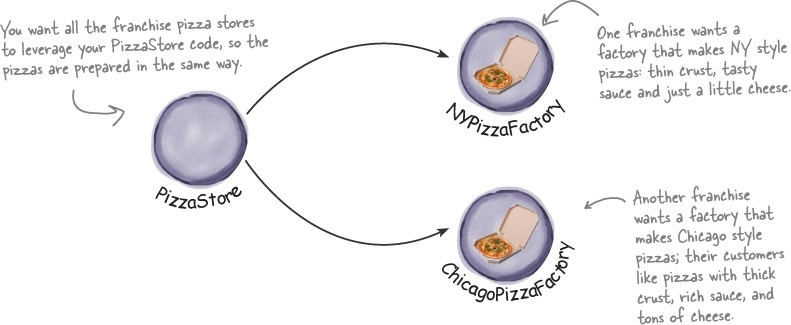 You want all the franchise pizza stores
to leverage your PizzaStore code, so the
pizzas are prepared in the same way.
PizzaStore
NYPizzaFactory
One franchise wants a
factory that makes NY style
pizzas: thin crust, tasty
sauce and just a little cheese.
ChicagoPizzaFactory
Another franchise
wants a factory that
makes Chicago style
pizzas; their customers
like pizzas with thick
crust, rich sauce, and
tons of cheese.